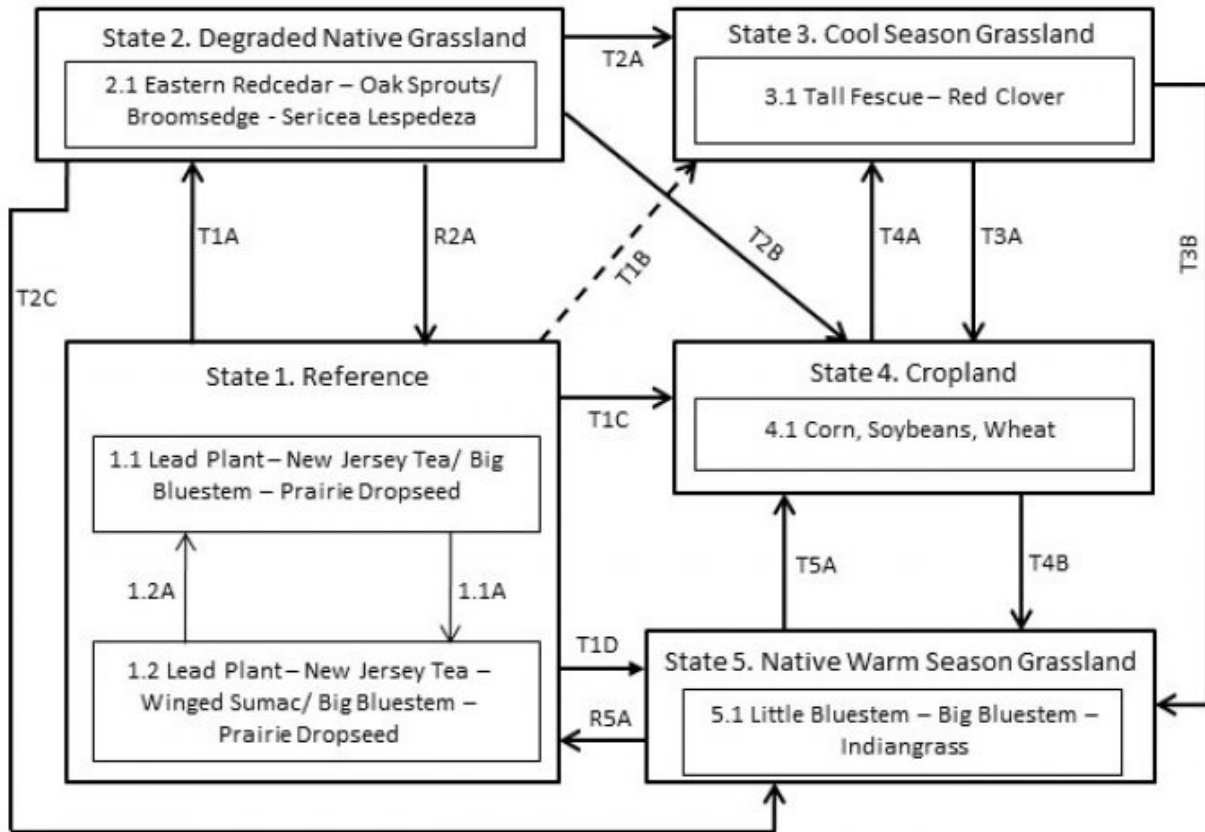 State 2. Degraded Native Grassland
2.1 Eastern Redcedar – Oak Sprouts/
Broomsedge - Sericea Lespedeza
T2A
State 3. Cool Season Grassland
3.1 Tall Fescue – Red Clover
T1A
R2A
T1B
T2B
T4A
T3A
T3B
T2C
State 1. Reference
1.1 Lead Plant – New Jersey Tea/ Big
Bluestem – Prairie Dropseed
1.2A
1.1A
1.2 Lead Plant – New Jersey Tea –
Winged Sumac/ Big Bluestem –
Prairie Dropseed
T1C
State 4. Cropland
4.1 Corn, Soybeans, Wheat
T5A
T4B
T1D
R5A
State 5. Native Warm Season Grassland
5.1 Little Bluestem – Big Bluestem –
Indiangrass